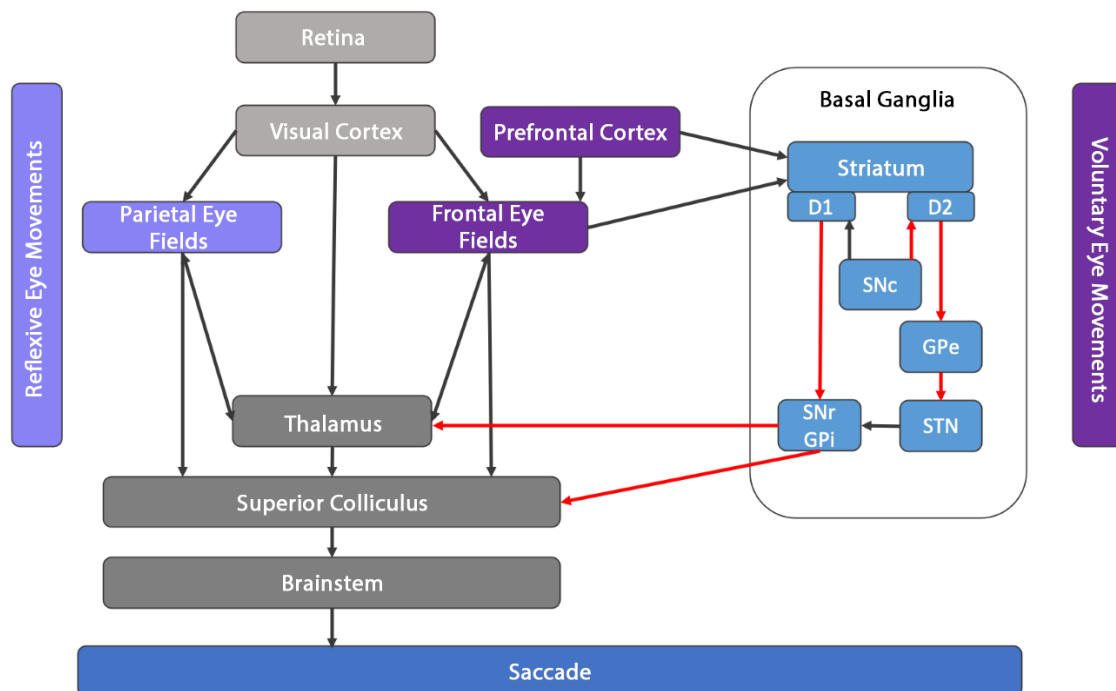 Retina
Basal Ganglia
Visual Cortex
Prefrontal Cortex
Striatum
D1
D2
Parietal Eye
Fields
Frontal Eye
Fields
SNc
GPe
Reflexive Eye Movements
Voluntary Eye Movements
Thalamus
SNr
GPi
STN
Superior Colliculus
Brainstem
Saccade